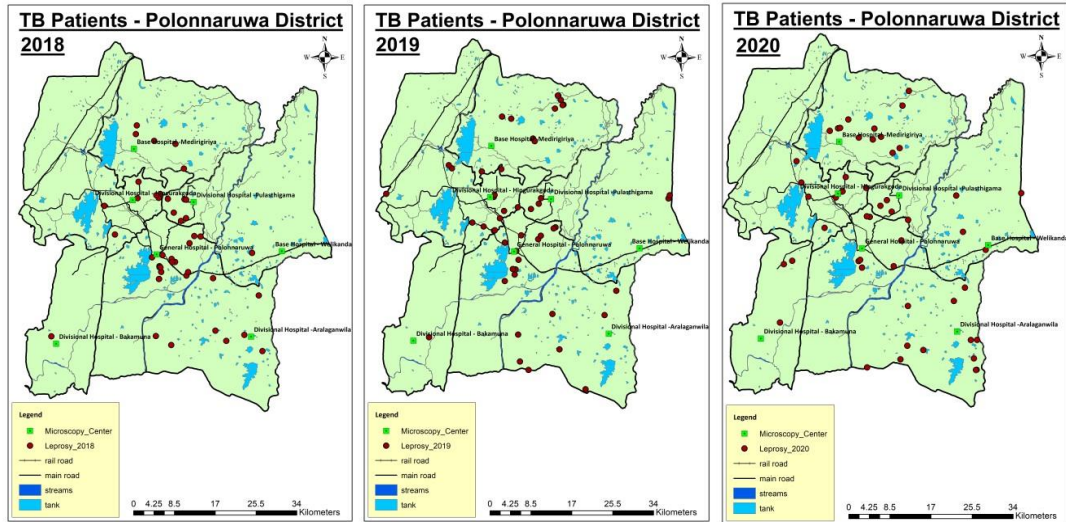 TB Patients - Polonnaruwa District
2018
N
W E
S
Base Hospital -Medirigiriya
Divisional Hospital - Hingurakgoda
Divisional Hospital -Pulasthigama
General Hospital - Polonnaruwa
Base Hospital - Welikanda
Divisional Hospital -Aralaganwila
Divisional Hospital - Bakamuna
Legend
Microscopy_Center
Leprosy_2018
rail road
main road
streams
tank
0 4.25 8.5 17 25.5 34
Kilometers
TB Patients - Polonnaruwa District
2019
N
W E
S
Base Hospital -Medirigiriya
Divisional Hospital - Hingurakgoda
Divisional Hospital -Pulasthigama
General Hospital - Polonnaruwa
Base Hospital - Welikanda
Divisional Hospital -Aralaganwila
Divisional Hospital - Bakamuna
Legend
Microscopy_Center
Leprosy_2019
rail road
main road
streams
tank
0 4.25 8.5 17 25.5 34
Kilometers
TB Patients - Polonnaruwa District
2020
N
W E
S
Base Hospital -Medirigiriya
Divisional Hospital - Hingurakgoda
Divisional Hospital -Pulasthigama
General Hospital - Polonnaruwa
Base Hospital - Welikanda
Divisional Hospital -Aralaganwila
Divisional Hospital - Bakamuna
Legend
Microscopy_Center
Leprosy_2020
rail road
main road
streams
tank
0 4.25 8.5 17 25.5 34
Kilometers